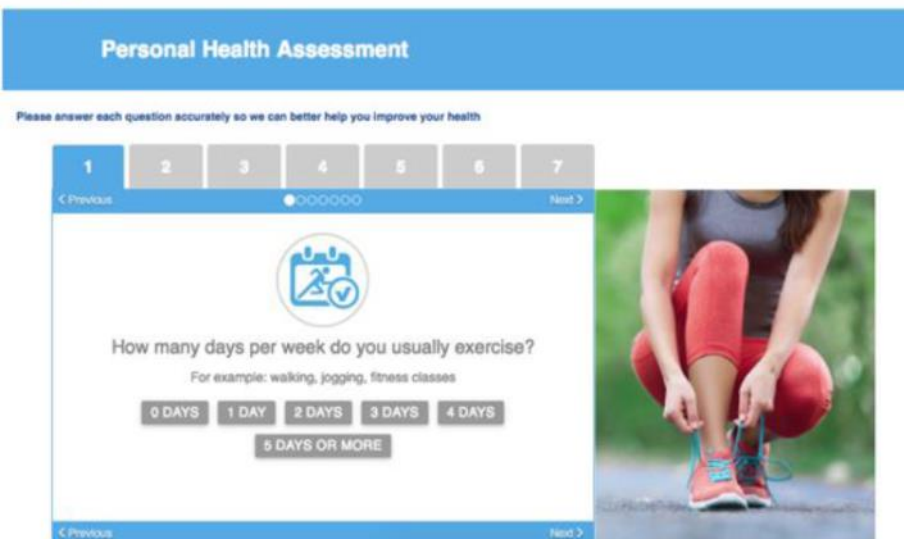 Personal Health Assessment
Please answer each question accurately so we can better help you improve your health
1 2 3 4 5 6 7
< Previous Next >
How many days per week do you usually exercise?
For example: walking, jogging, fitness classes
0 DAYS 1 DAY 2 DAYS 3 DAYS 4 DAYS
5 DAYS OR MORE
< Previous Next >